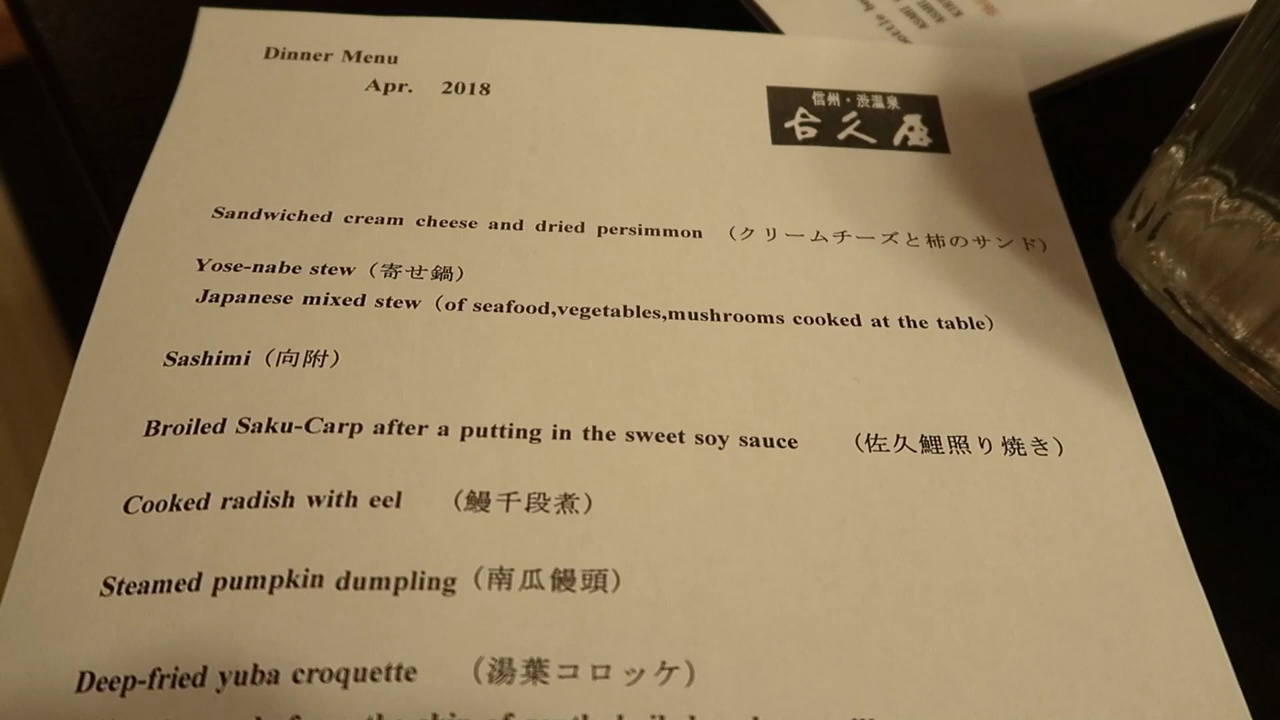 Dinner Menu
Apr. 2018
信州・渋温泉
古久屋
Sandwiched cream cheese and dried persimmon （クリームチーズと柿のサンド）
Yose-nabe stew（寄せ鍋）
Japanese mixed stew（of seafood,vegetables,mushrooms cooked at the table）
Sashimi（向附）
Broiled Saku-Carp after a putting in the sweet soy sauce （佐久鯉照り焼き）
Cooked radish with eel （鰻千段煮）
Steamed pumpkin dumpling（南瓜饅頭）
Deep-fried yuba croquette （湯葉コロッケ）